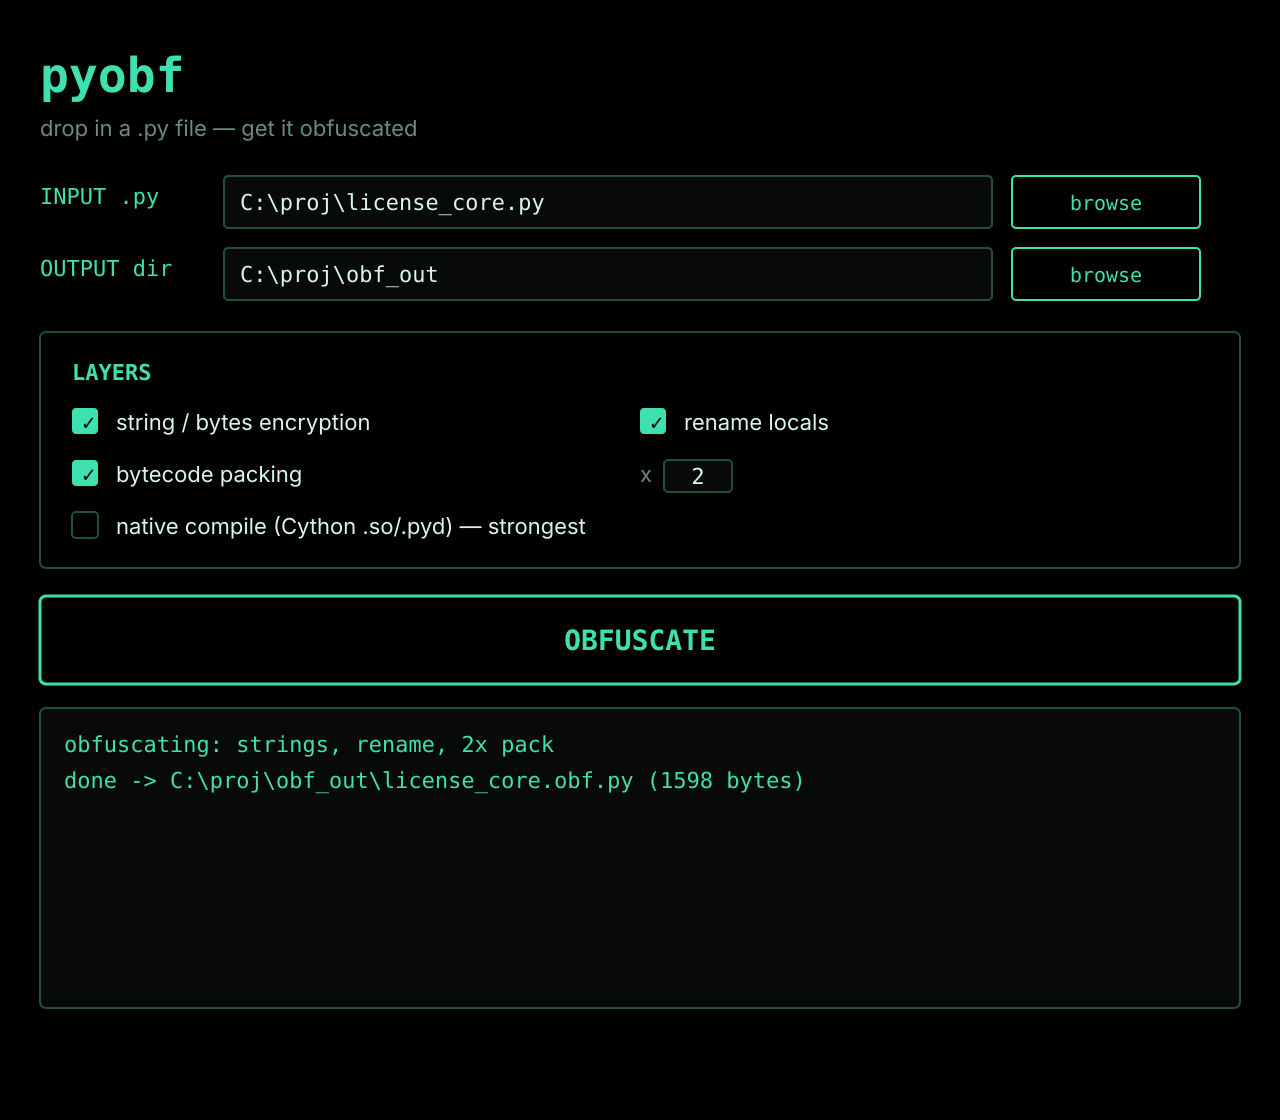 pyobf
drop in a .py file — get it obfuscated
INPUT .py
C:\proj\license_core.py
browse
OUTPUT dir
C:\proj\obf_out
browse
LAYERS
✓ string / bytes encryption
✓ rename locals
✓ bytecode packing
x 2
native compile (Cython .so/.pyd) — strongest
OBFUSCATE
obfuscating: strings, rename, 2x pack
done -> C:\proj\obf_out\license_core.obf.py (1598 bytes)